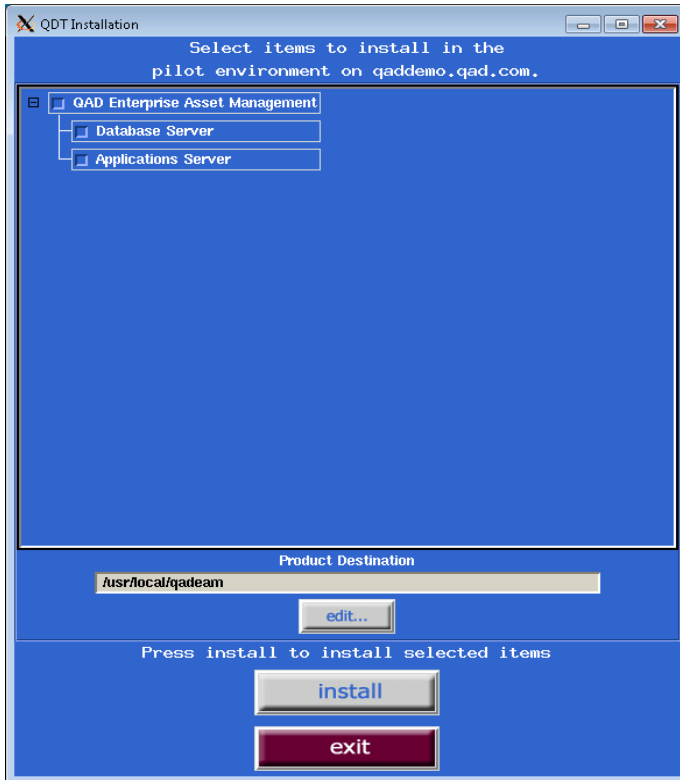 QDT Installation
Select items to install in the
pilot environment on qaddemo.qad.com.
QAD Enterprise Asset Management
Database Server
Applications Server
Product Destination
/usr/local/qadeam
edit...
Press install to install selected items
install
exit